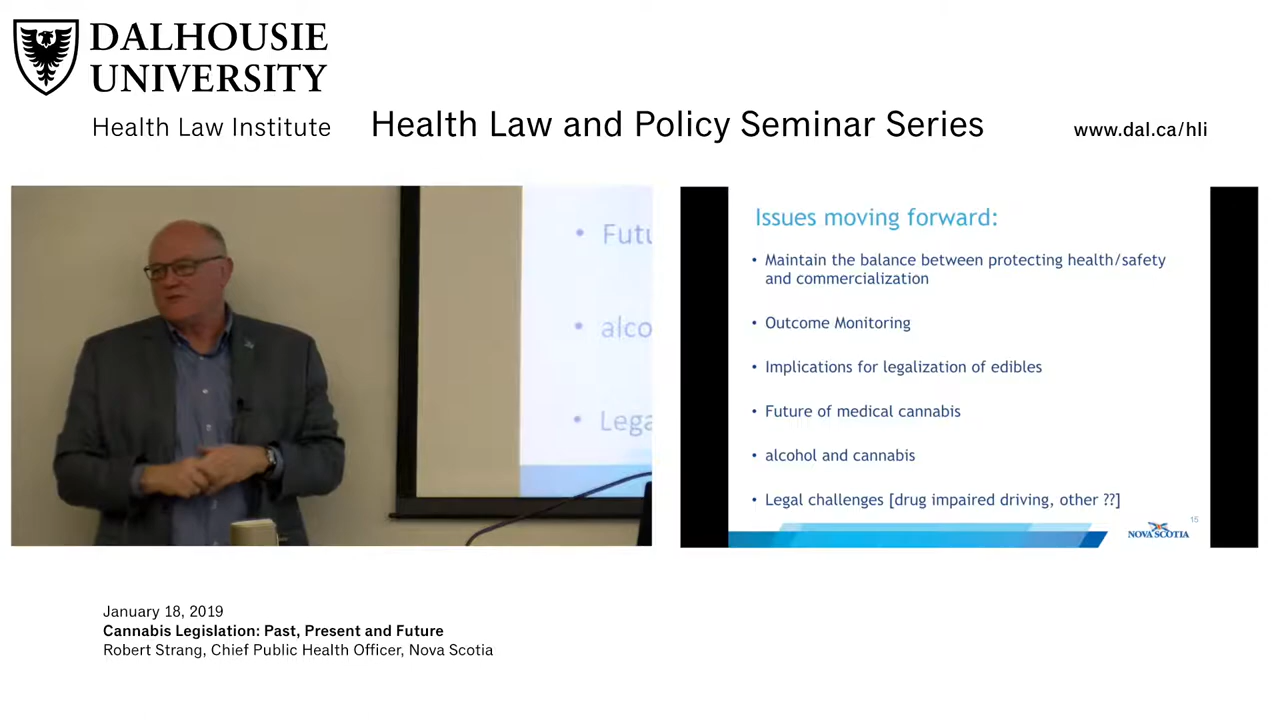 DALHOUSIE
UNIVERSITY
Health Law Institute
Health Law and Policy Seminar Series
www.dal.ca/hli
• Futu
• alco
• Lega
Issues moving forward:
• Maintain the balance between protecting health/safety
and commercialization
• Outcome Monitoring
• Implications for legalization of edibles
• Future of medical cannabis
• alcohol and cannabis
• Legal challenges [drug impaired driving, other ??]
15
NOVA SCOTIA
January 18, 2019
Cannabis Legislation: Past, Present and Future
Robert Strang, Chief Public Health Officer, Nova Scotia